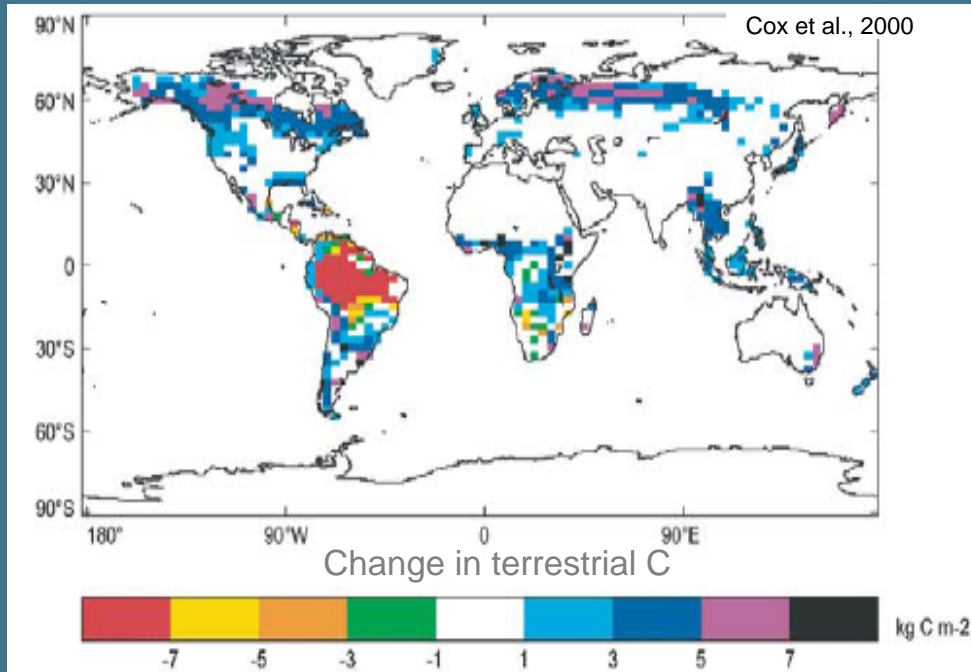 Cox et al., 2000
90°N
60°N
30°N
0
30°S
60°S
90°S
180° 90°W 0 90°E
Change in terrestrial C
kg C m-2
-7 -5 -3 -1 1 3 5 7